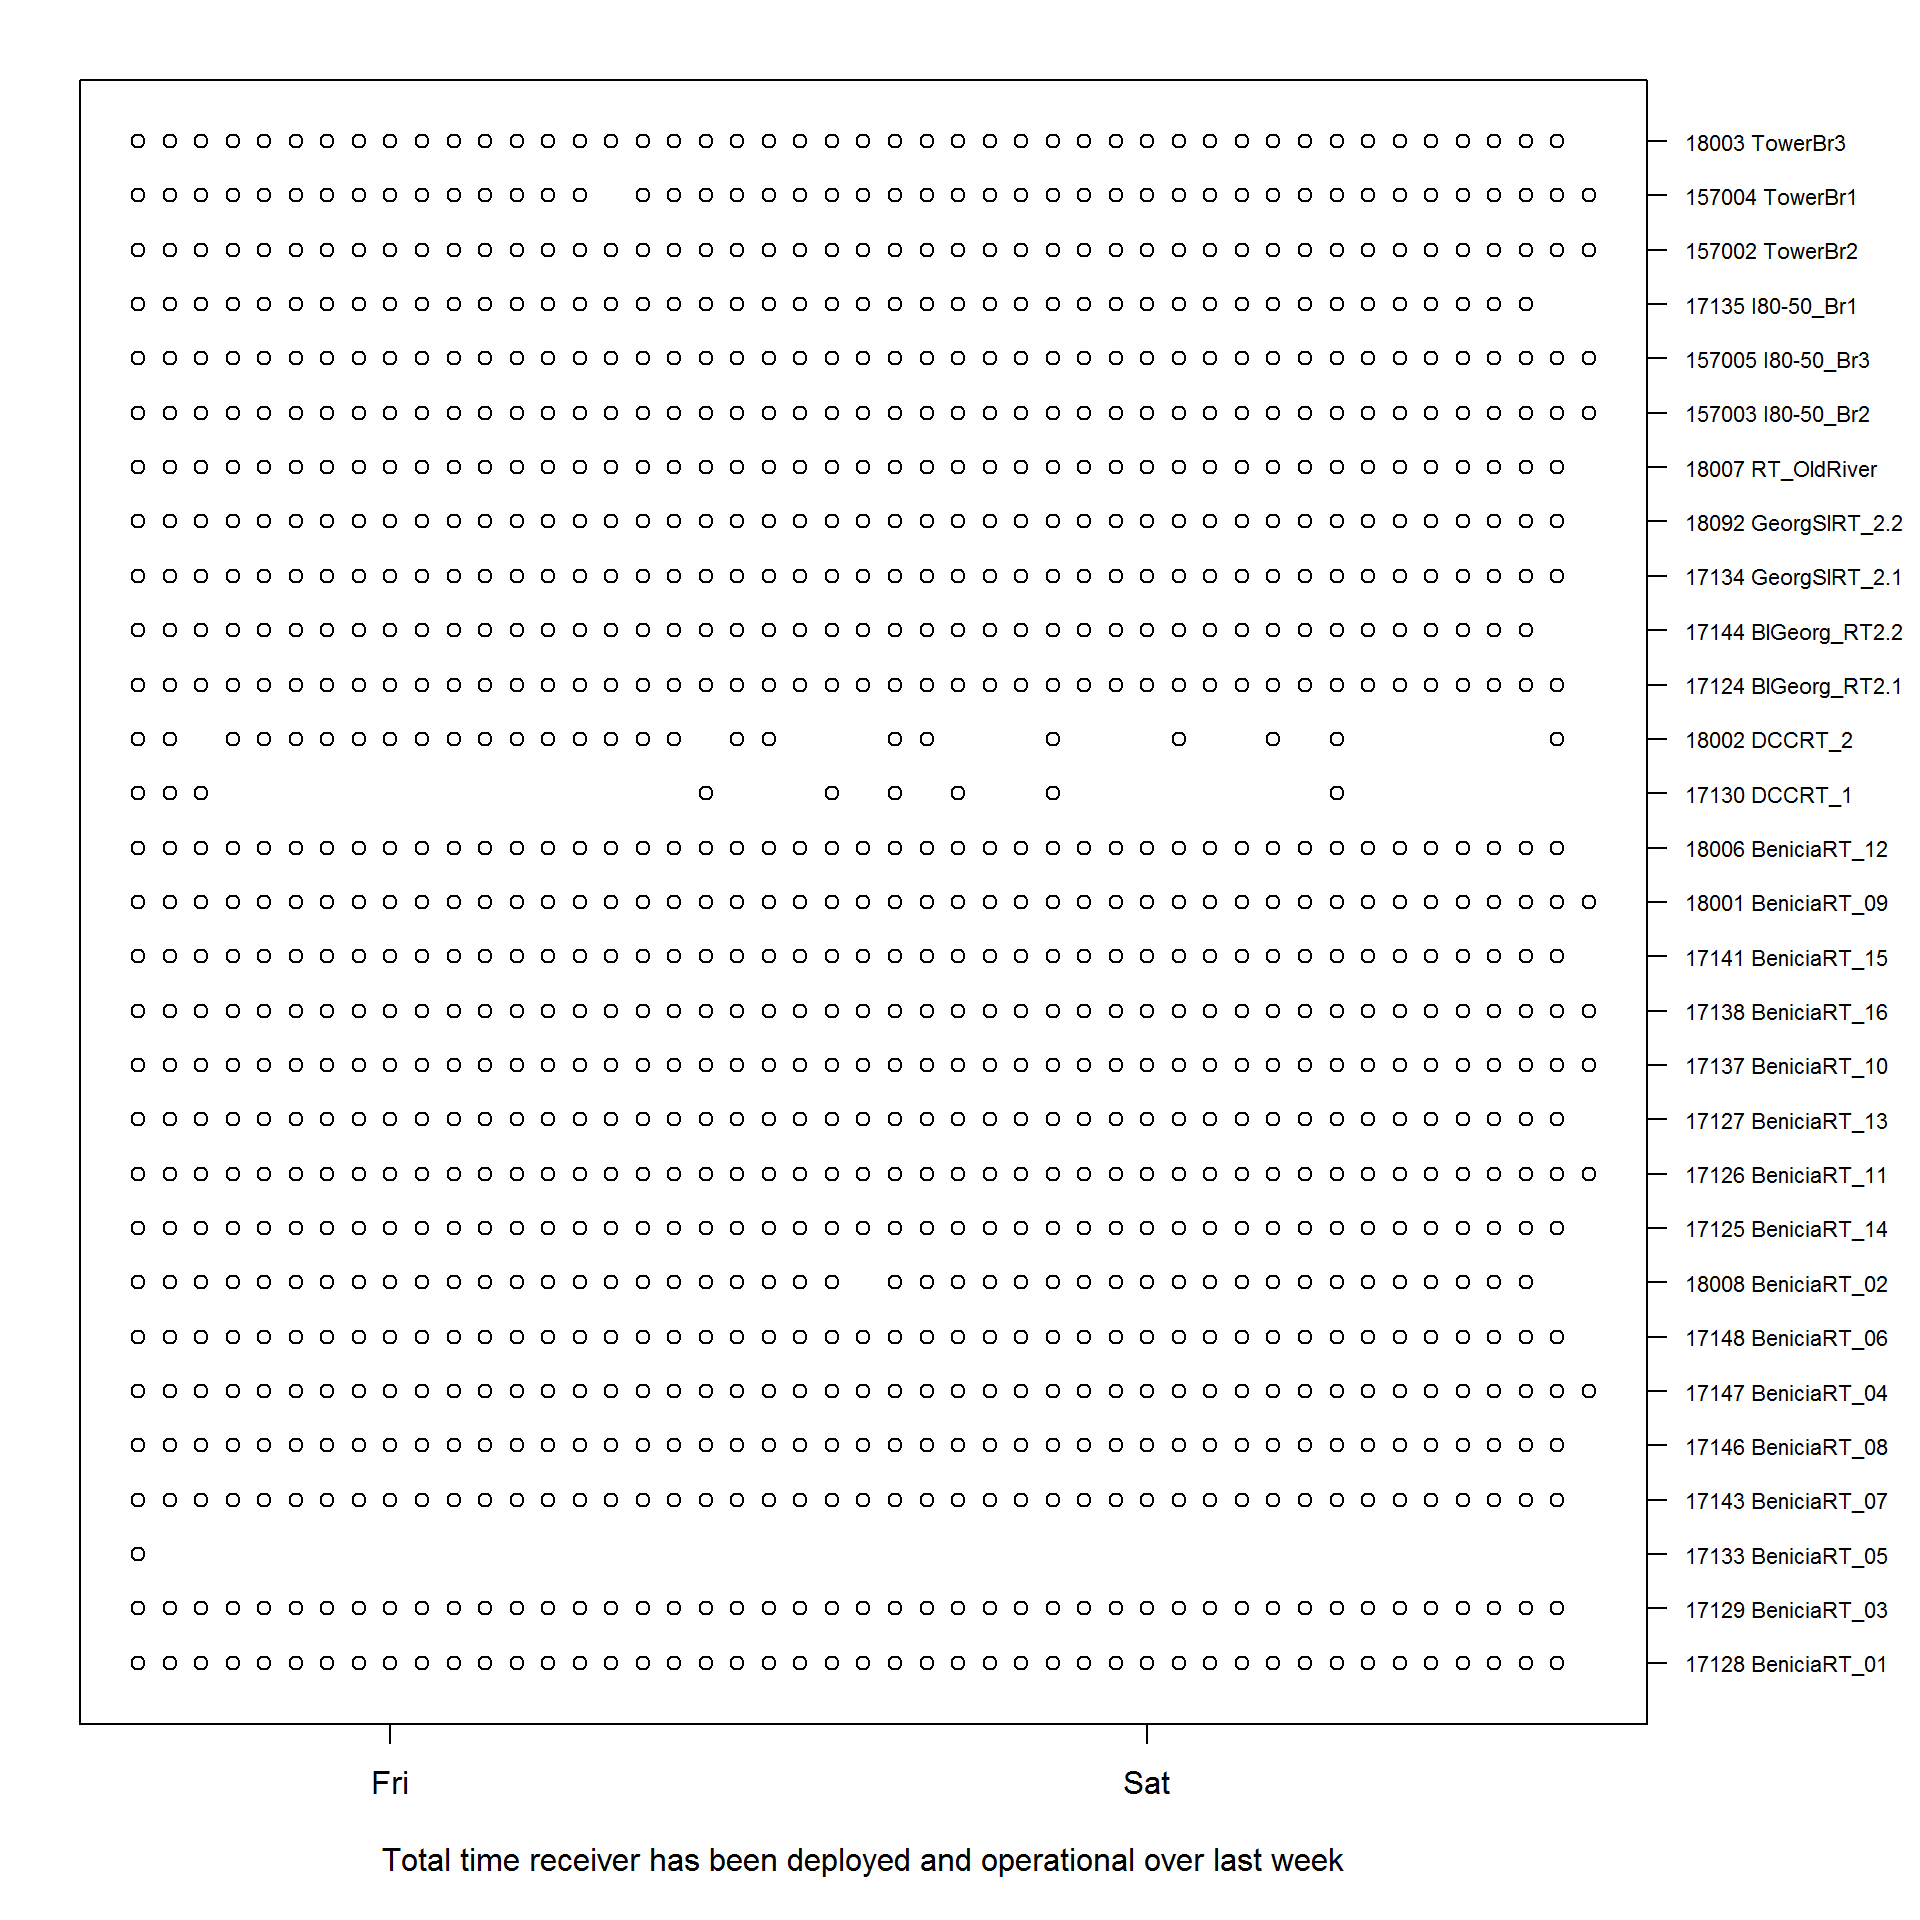 18003 TowerBr3
157004 TowerBr1
157002 TowerBr2
17135 I80-50_Br1
157005 I80-50_Br3
157003 I80-50_Br2
18007 RT_OldRiver
18092 GeorgSlRT_2.2
17134 GeorgSlRT_2.1
17144 BlGeorg_RT2.2
17124 BlGeorg_RT2.1
18002 DCCRT_2
17130 DCCRT_1
18006 BeniciaRT_12
18001 BeniciaRT_09
17141 BeniciaRT_15
17138 BeniciaRT_16
17137 BeniciaRT_10
17127 BeniciaRT_13
17126 BeniciaRT_11
17125 BeniciaRT_14
18008 BeniciaRT_02
17148 BeniciaRT_06
17147 BeniciaRT_04
17146 BeniciaRT_08
17143 BeniciaRT_07
17133 BeniciaRT_05
17129 BeniciaRT_03
17128 BeniciaRT_01
Fri Sat
Total time receiver has been deployed and operational over last week